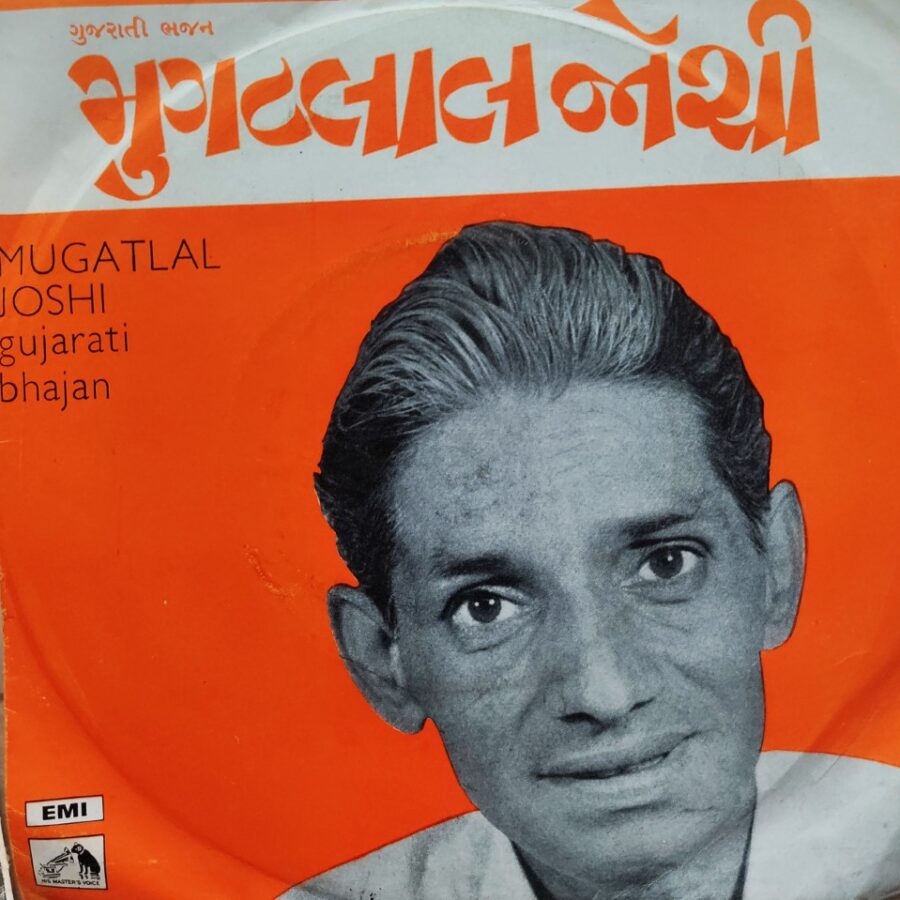 ગુજરાતી ભજન
મુગટલાલ જોશી
MUGATLAL
JOSHI
gujarati
bhajan
EMI
HIS MASTER'S VOICE